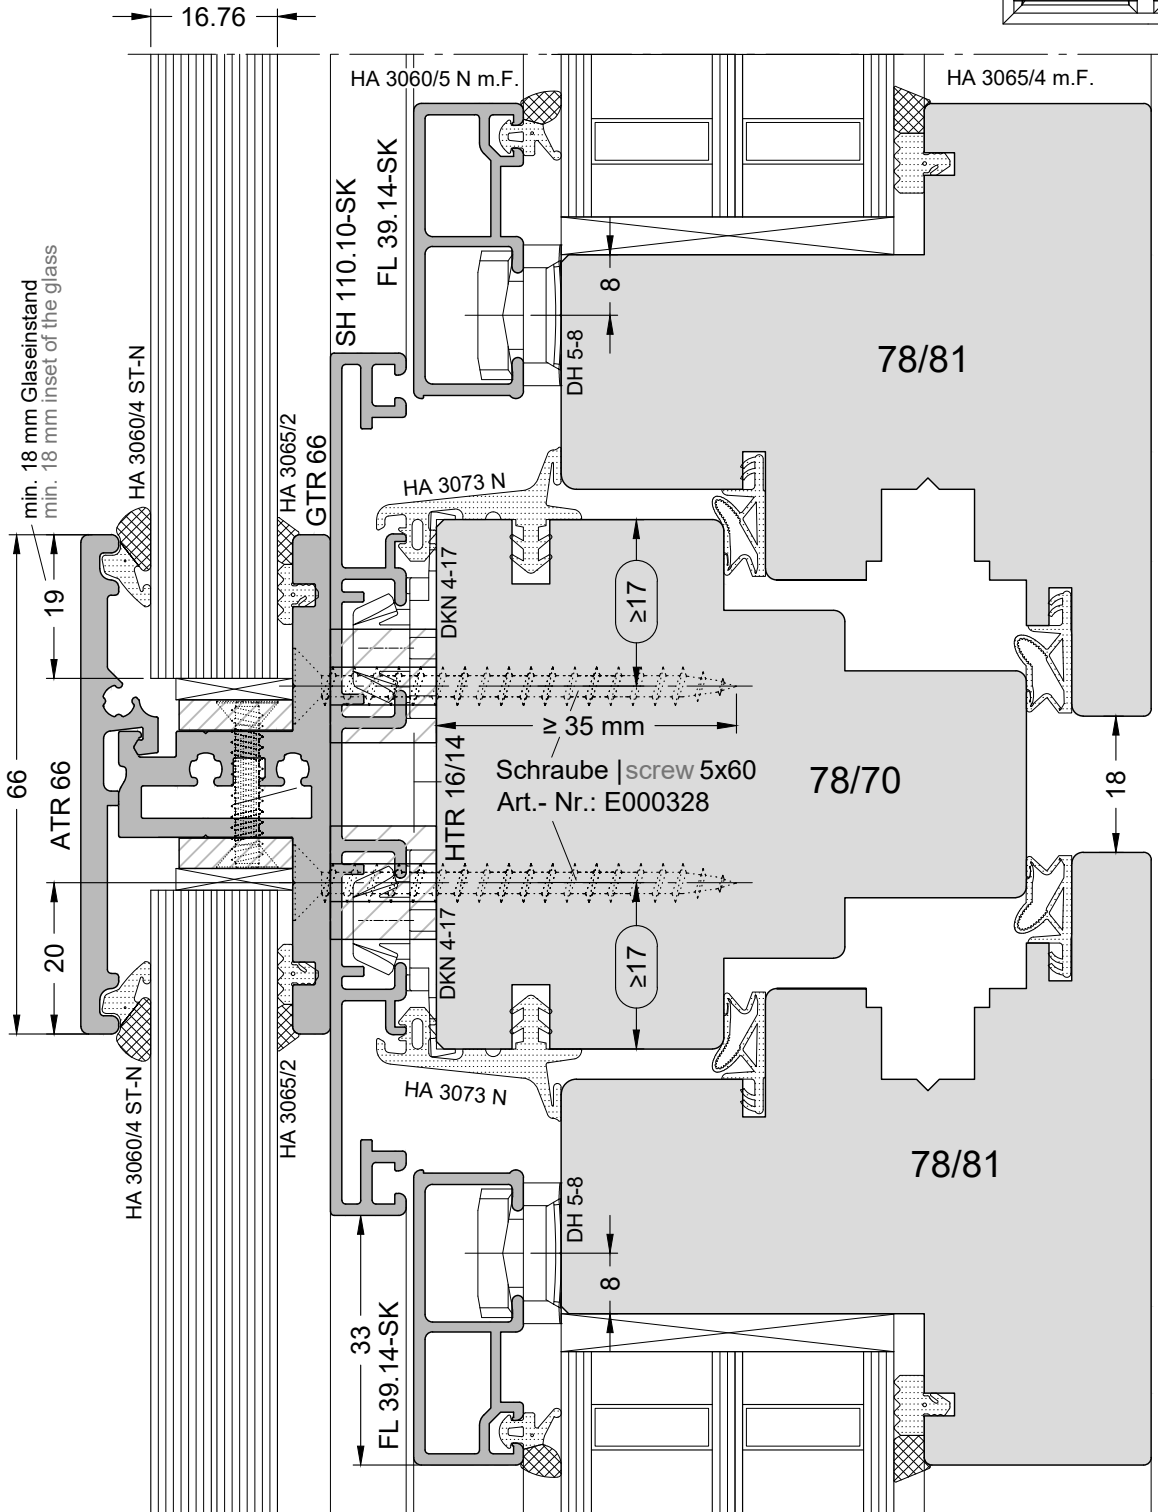 16.76
HA 3060/5 N m.F.
HA 3065/4 m.F.
SH 110.10-SK
FL 39.14-SK
min. 18 mm Glaseinstand
min. 18 mm inset of the glass
HA 3060/4 ST-N
HA 3065/2
GTR 66
8
DH 5-8
78/81
HA 3073 N
DKN 4-17
≥17
19
66
ATR 66
20
≥ 35 mm
HTR 16/14
Schraube | screw 5x60
Art.- Nr.: E000328
78/70
18
DKN 4-17
≥17
HA 3060/4 ST-N
HA 3065/2
HA 3073 N
DH 5-8
8
78/81
33
FL 39.14-SK